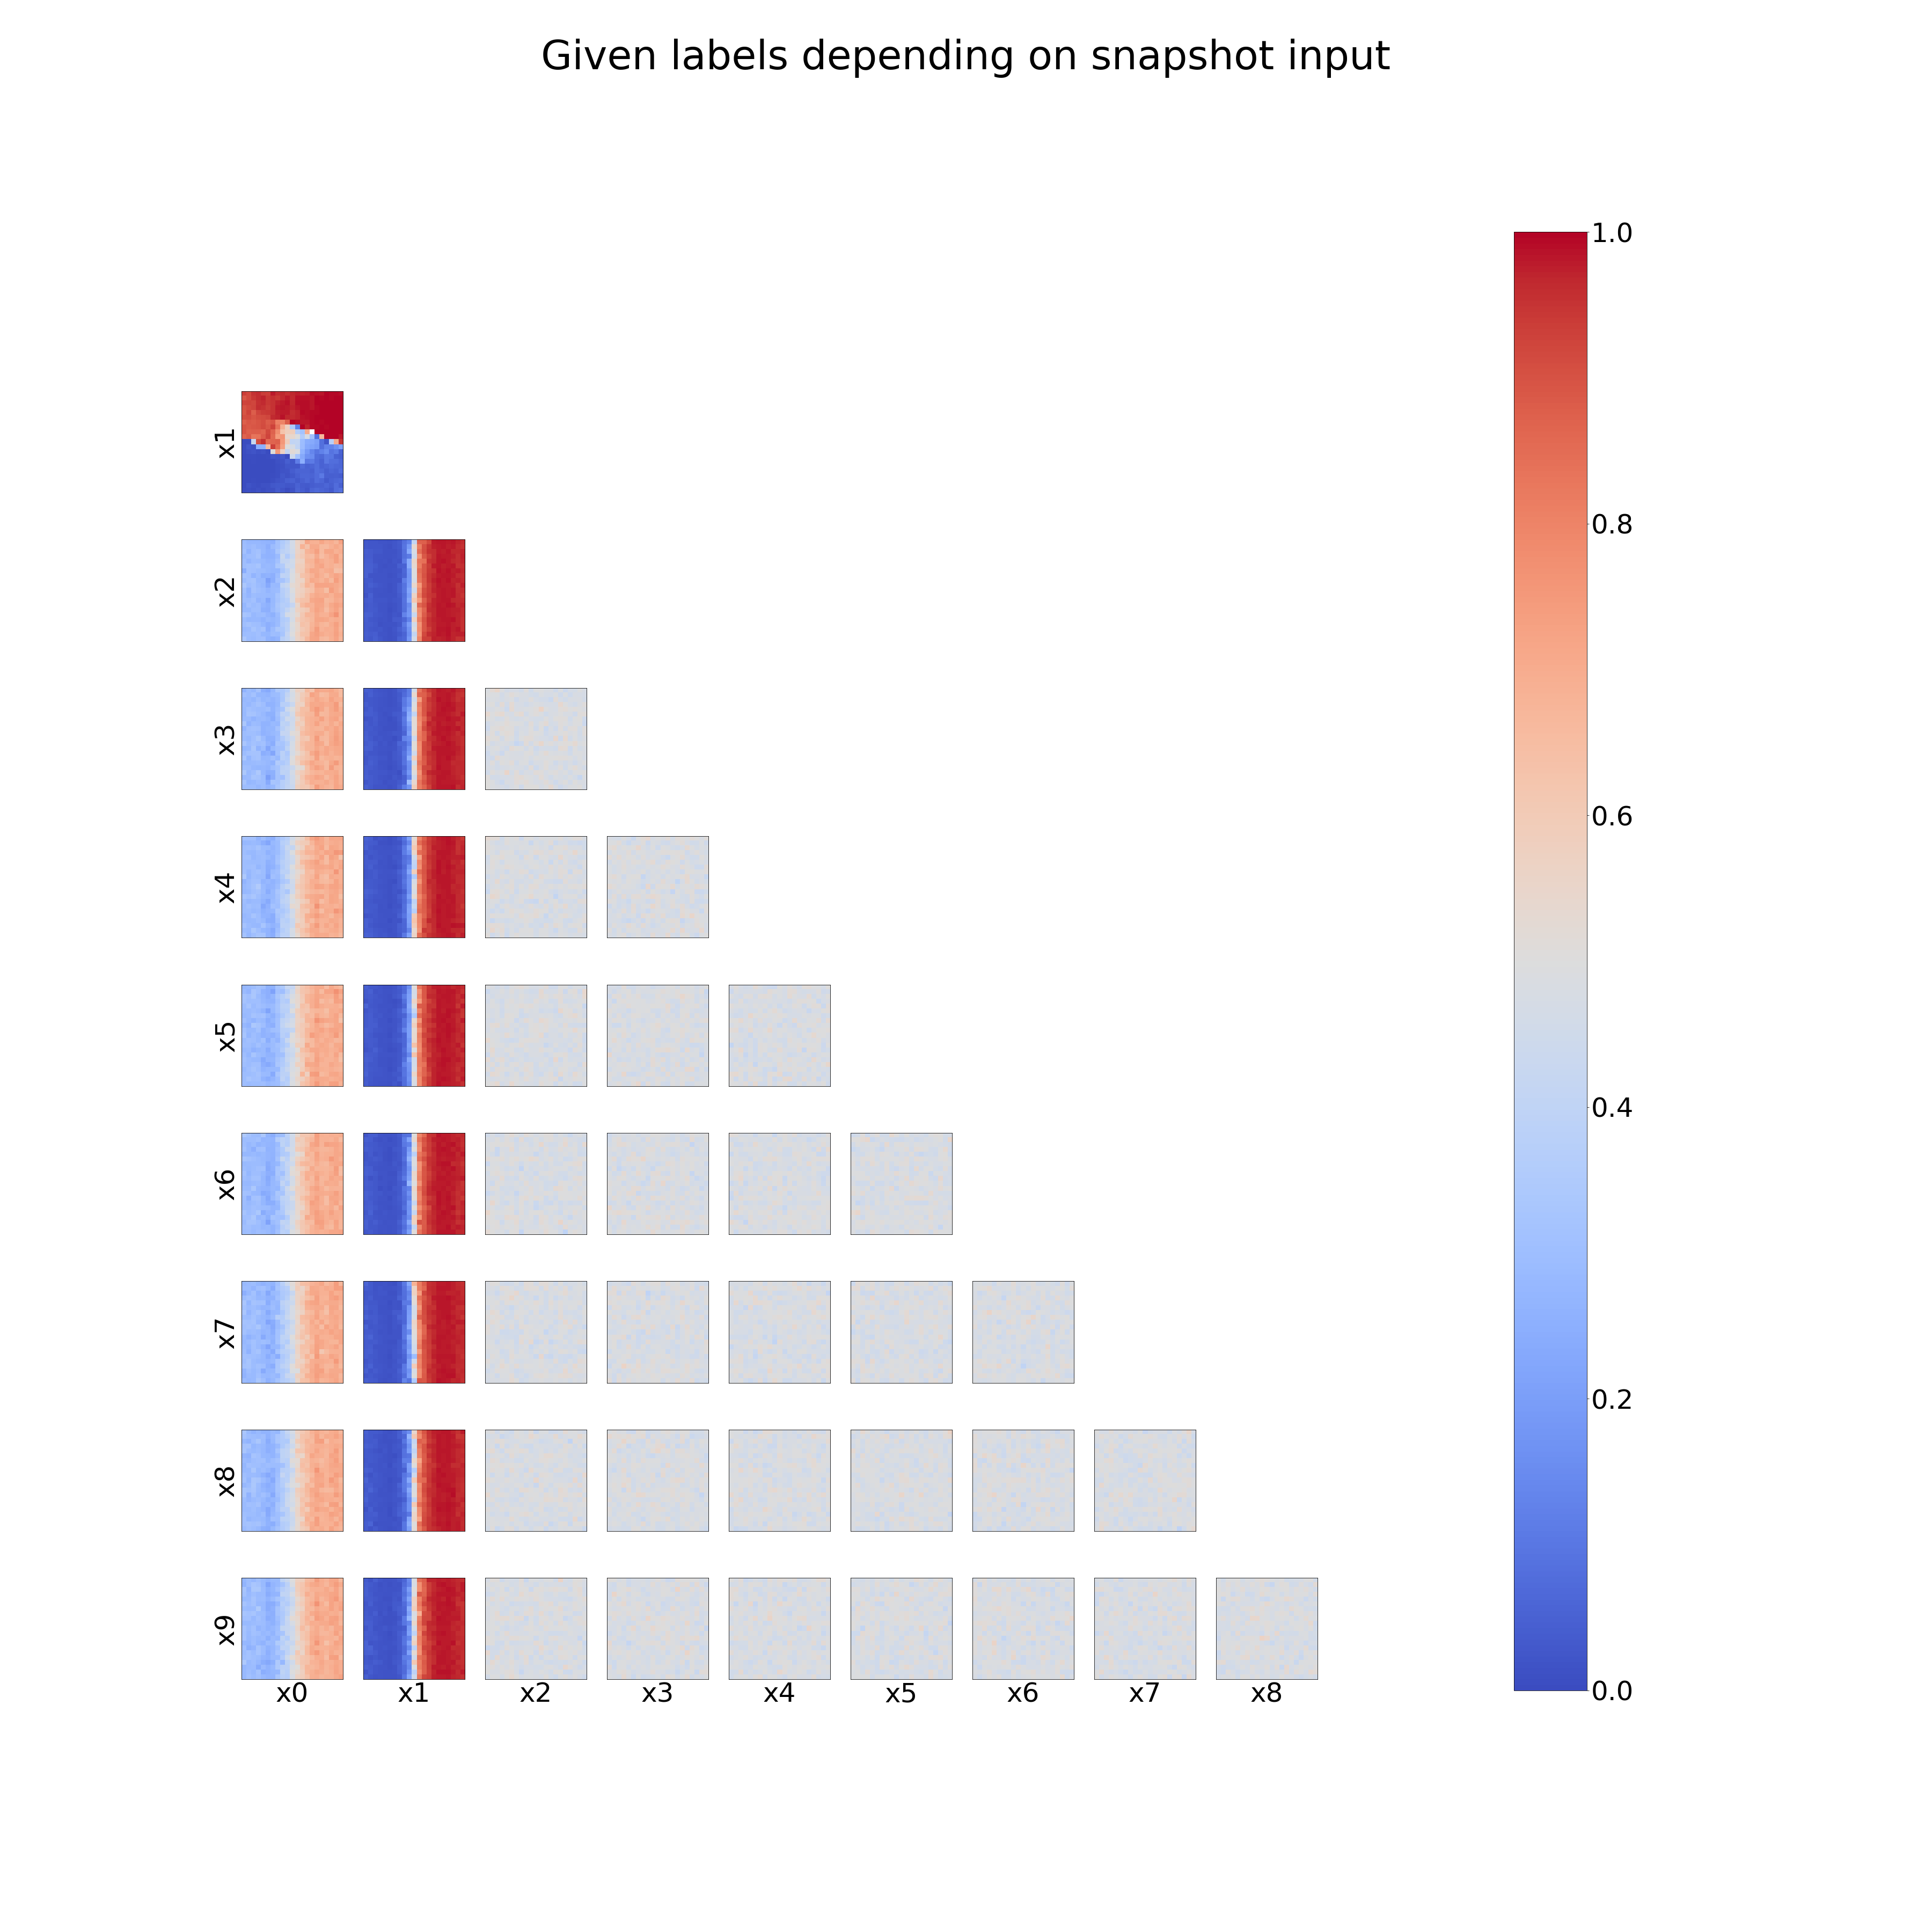 Given labels depending on snapshot input
1.0
0.8
0.6
0.4
0.2
0.0
x1
x2
x3
x4
x5
x6
x7
x8
x9
x0 x1 x2 x3 x4 x5 x6 x7 x8